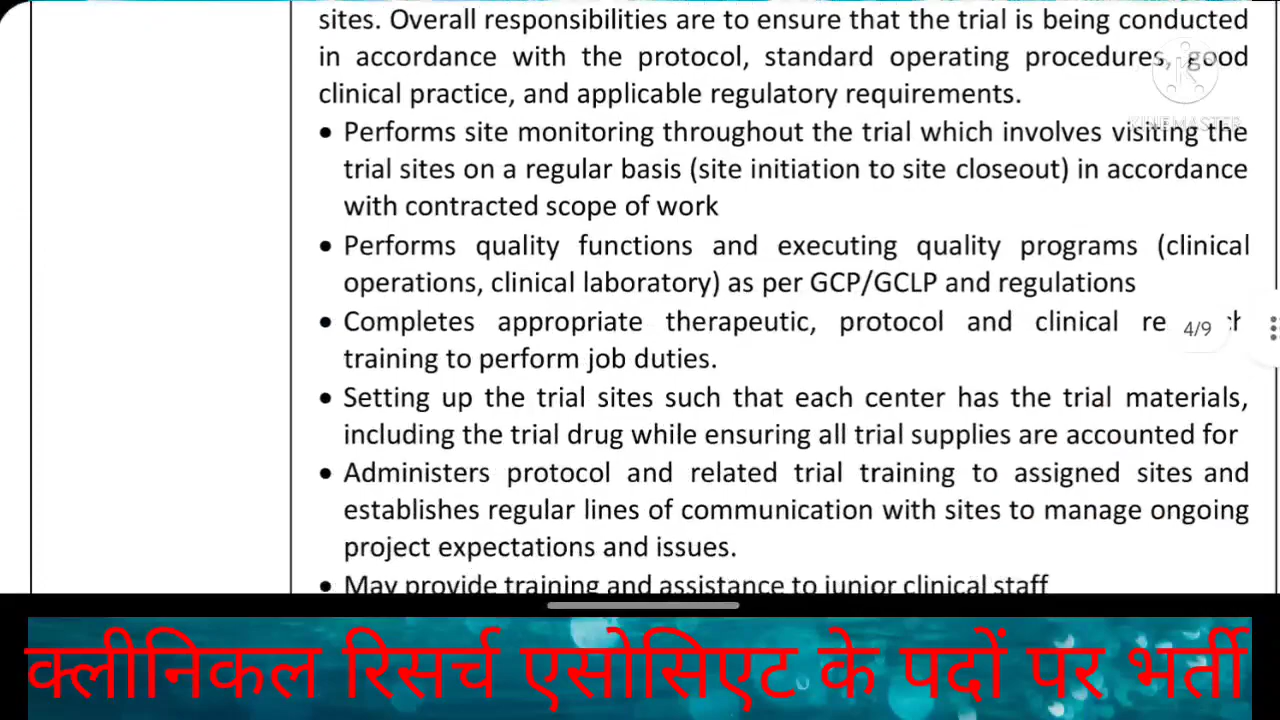 sites. Overall responsibilities are to ensure that the trial is being conducted
in accordance with the protocol, standard operating procedures, good
clinical practice, and applicable regulatory requirements.
K
KINEMASTER
• Performs site monitoring throughout the trial which involves visiting the
trial sites on a regular basis (site initiation to site closeout) in accordance
with contracted scope of work
• Performs quality functions and executing quality programs (clinical
operations, clinical laboratory) as per GCP/GCLP and regulations
• Completes appropriate therapeutic, protocol and clinical re 4/9 ch
training to perform job duties.
• Setting up the trial sites such that each center has the trial materials,
including the trial drug while ensuring all trial supplies are accounted for
• Administers protocol and related trial training to assigned sites and
establishes regular lines of communication with sites to manage ongoing
project expectations and issues.
• May provide training and assistance to junior clinical staff
क्लीनिकल रिसर्च एसोसिएट के पदों पर भर्ती